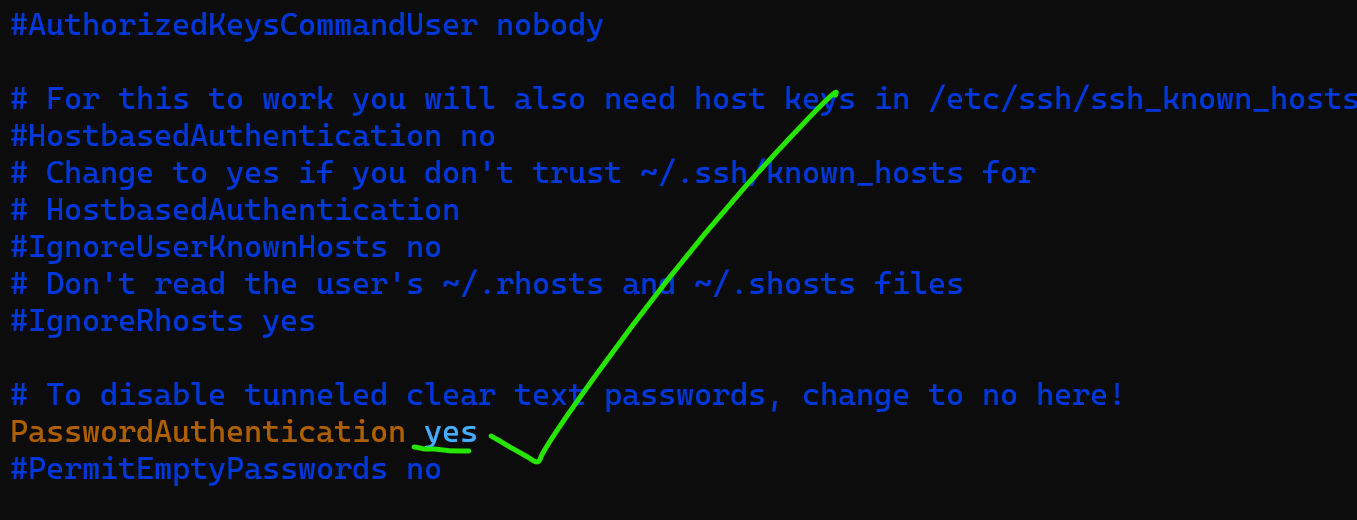 #AuthorizedKeysCommandUser nobody
# For this to work you will also need host keys in /etc/ssh/ssh_known_hosts
#HostbasedAuthentication no
# Change to yes if you don't trust ~/.ssh/known_hosts for
# HostbasedAuthentication
#IgnoreUserKnownHosts no
# Don't read the user's ~/.rhosts and ~/.shosts files
#IgnoreRhosts yes
# To disable tunneled clear text passwords, change to no here!
PasswordAuthentication yes
#PermitEmptyPasswords no